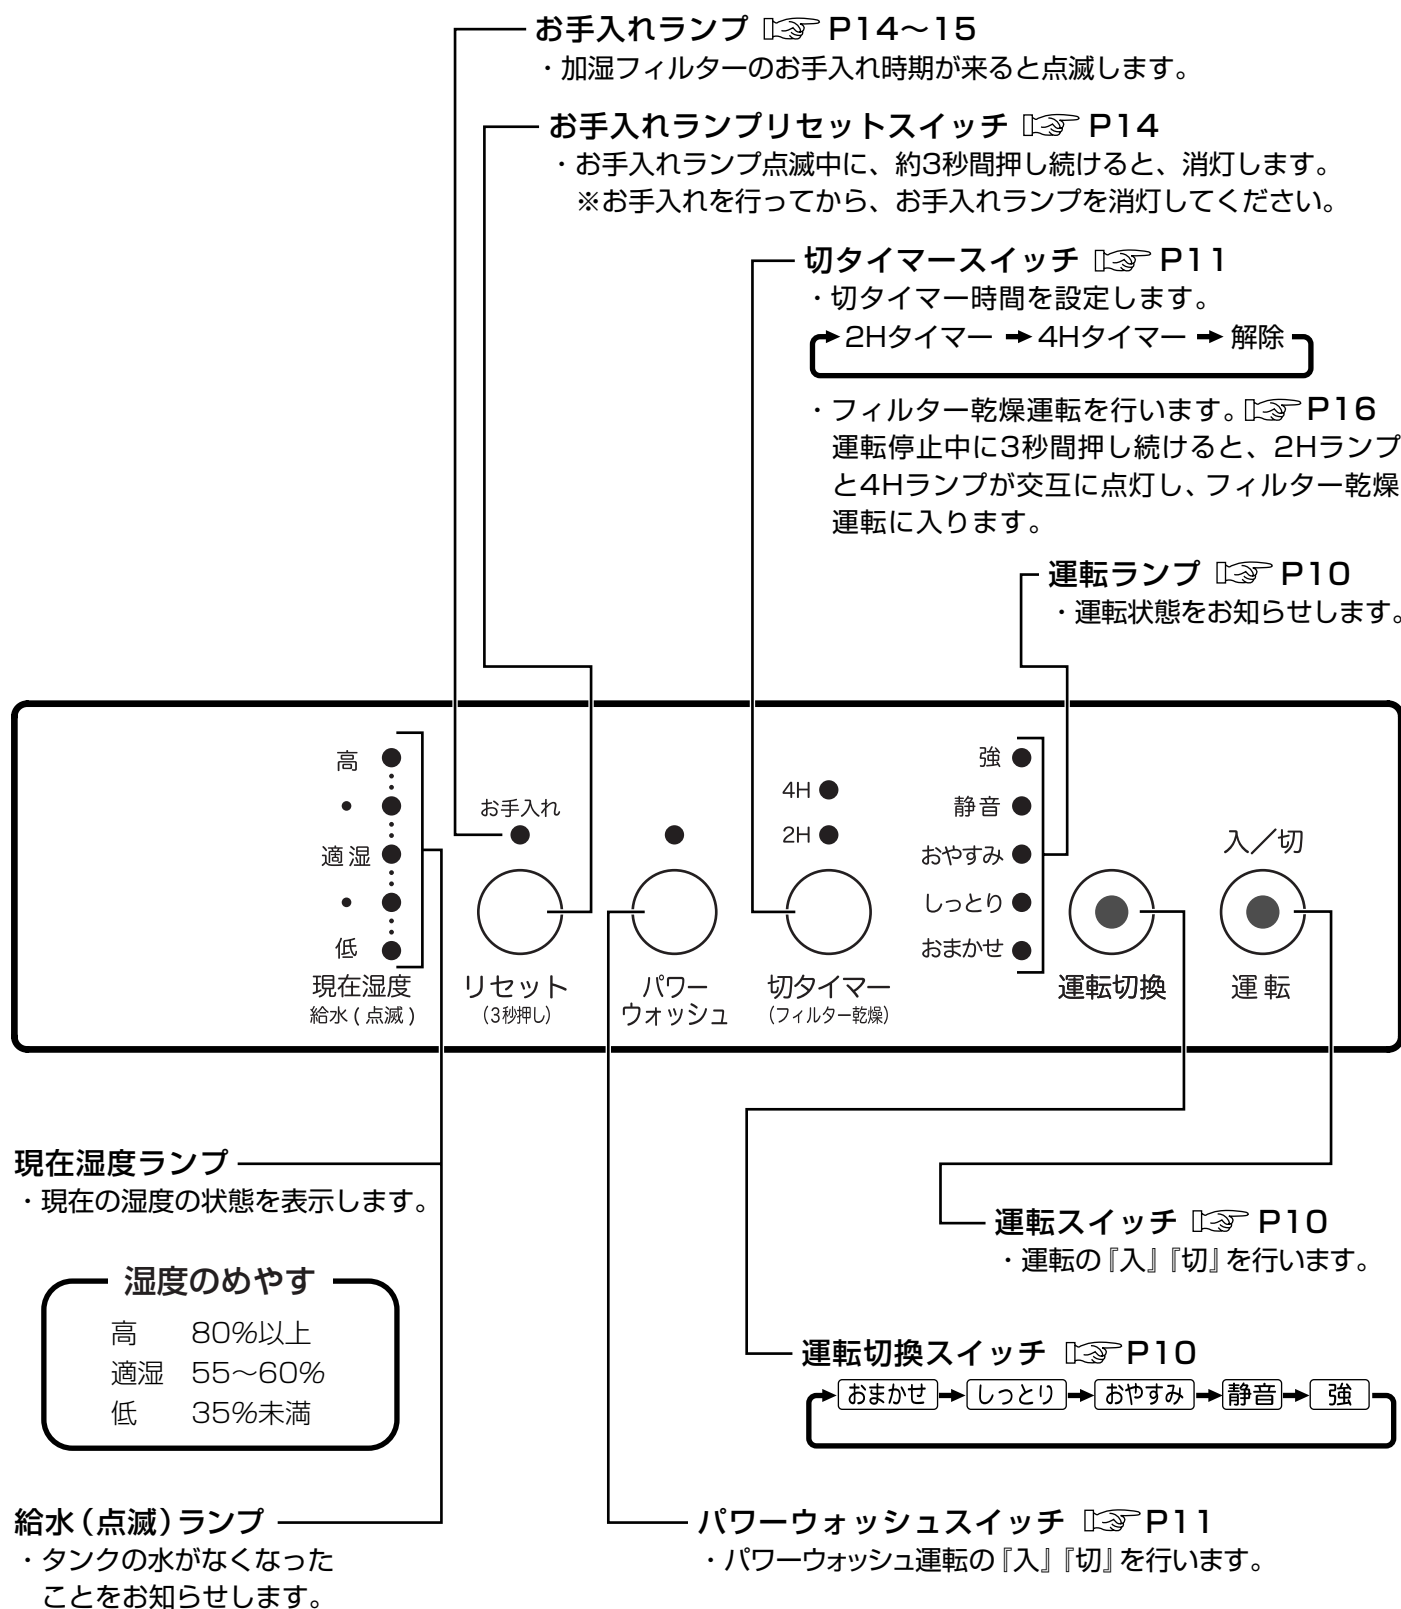 お手入れランプ ☞ P14～15
・加湿フィルターのお手入れ時期が来ると点滅します。
お手入れランプリセットスイッチ ☞ P14
・お手入れランプ点滅中に、約3秒間押し続けると、消灯します。
※お手入れを行ってから、お手入れランプを消灯してください。
切タイマースイッチ ☞ P11
・切タイマー時間を設定します。
➡2Hタイマー ➡ 4Hタイマー ➡ 解除
・フィルター乾燥運転を行います。☞ P16
運転停止中に3秒間押し続けると、2Hランプ
と4Hランプが交互に点灯し、フィルター乾燥
運転に入ります。
運転ランプ ☞ P10
・運転状態をお知らせします。
高
・
適湿
・
低
現在湿度
給水(点滅)
お手入れ
リセット
(3秒押し)
パワー
ウォッシュ
4H
2H
切タイマー
(フィルター乾燥)
強
静音
おやすみ
しっとり
おまかせ
運転切換
入／切
運転
現在湿度ランプ
・現在の湿度の状態を表示します。
湿度のめやす
高 80%以上
適湿 55～60%
低 35%未満
給水(点滅)ランプ
・タンクの水がなくなった
ことをお知らせします。
運転スイッチ ☞ P10
・運転の『入』『切』を行います。
運転切換スイッチ ☞ P10
➡おまかせ➡しっとり➡おやすみ➡静音➡強
パワーウォッシュスイッチ ☞ P11
・パワーウォッシュ運転の『入』『切』を行います。